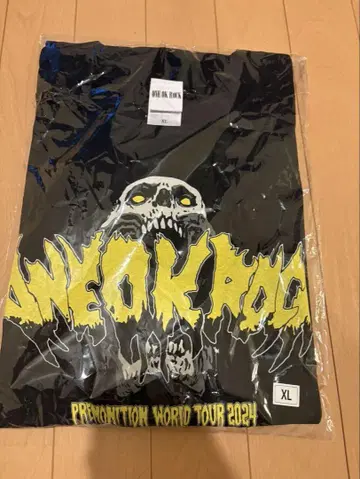 ONE OK ROCK
XL
ONE OK ROCK
PREMONITION WORLD TOUR 2024
XL